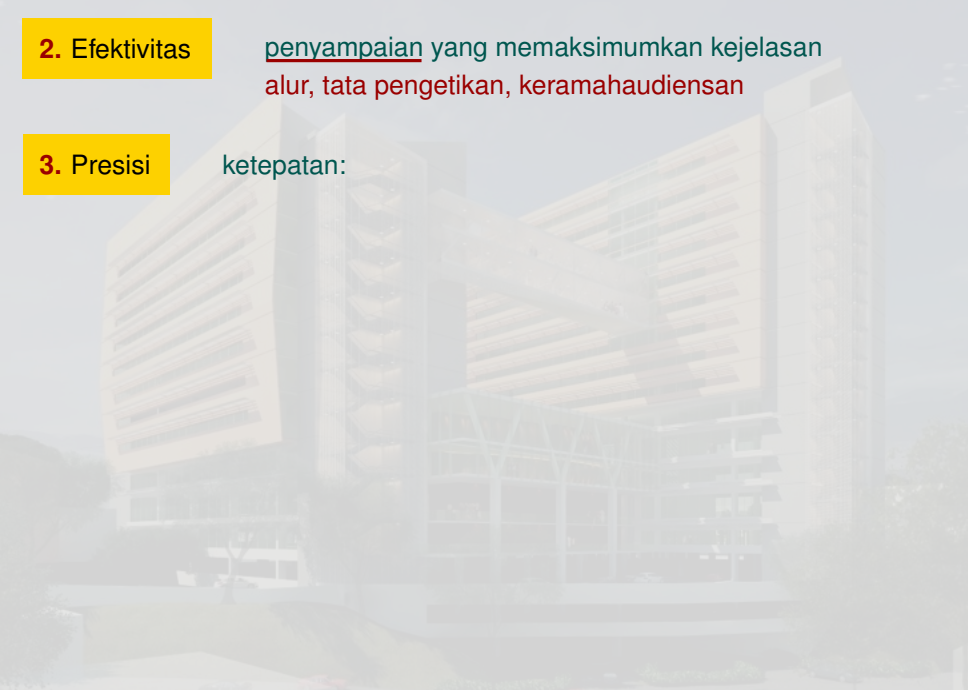 2. Efektivitas penyampaian yang memaksimumkan kejelasan
alur, tata pengetikan, keramahaudiensan
3. Presisi ketepatan: